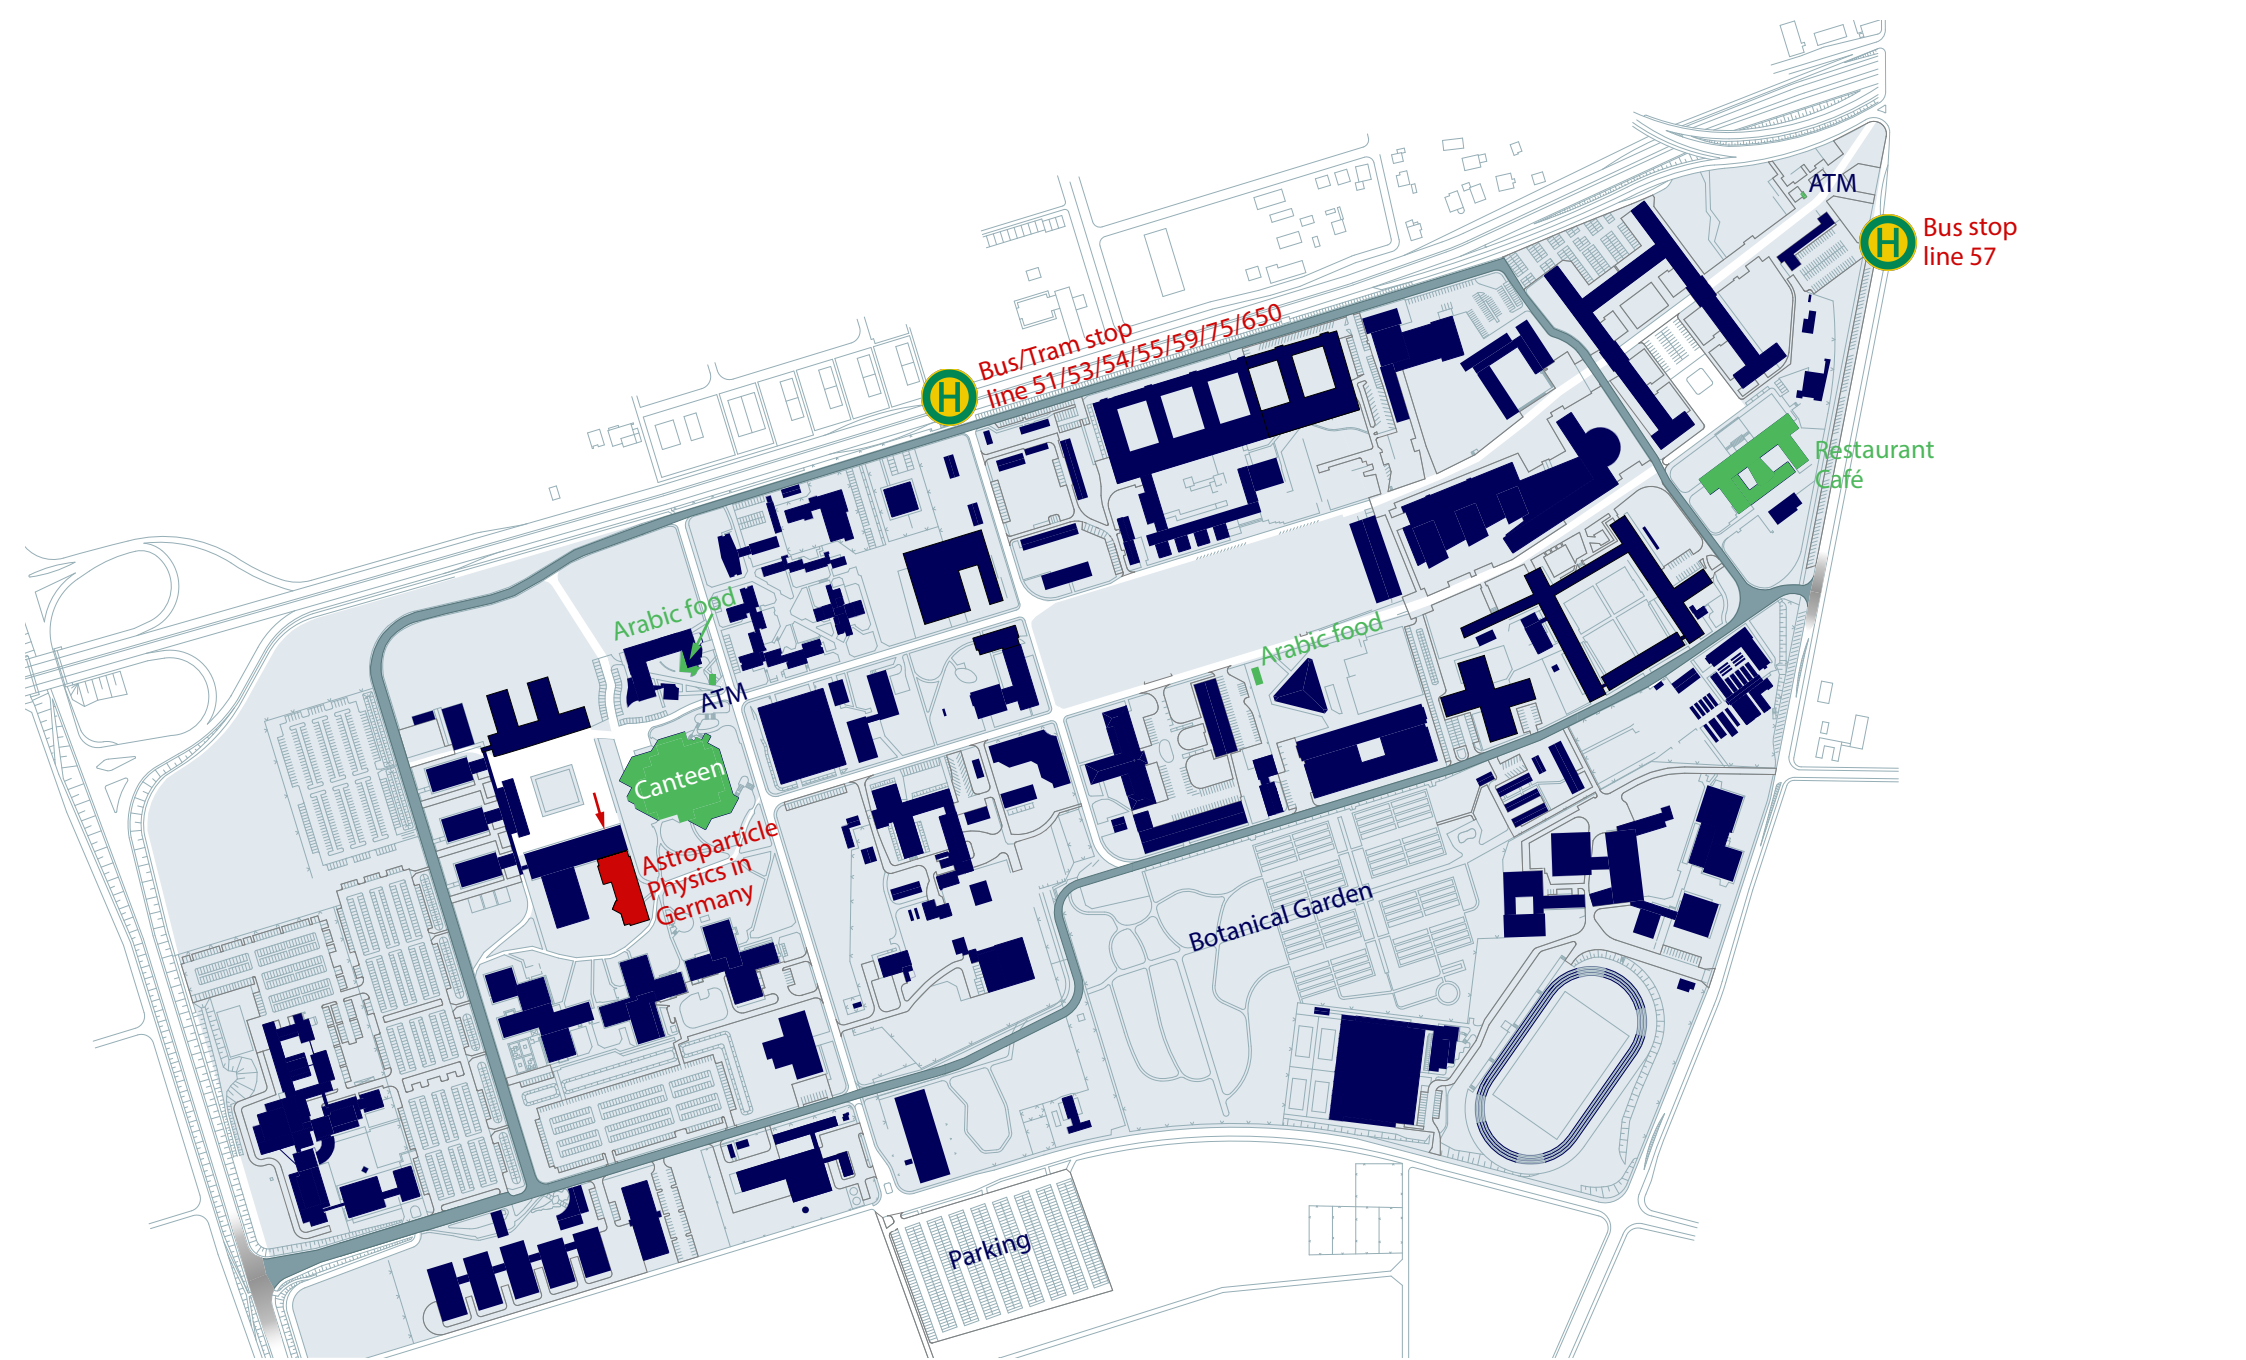 ATM
H
Bus stop
line 57
H
Bus/Tram stop
line 51/53/54/55/59/75/650
Restaurant
Café
Arabic food
Arabic food
ATM
Canteen
Astroparticle
Physics in
Germany
Botanical Garden
Parking